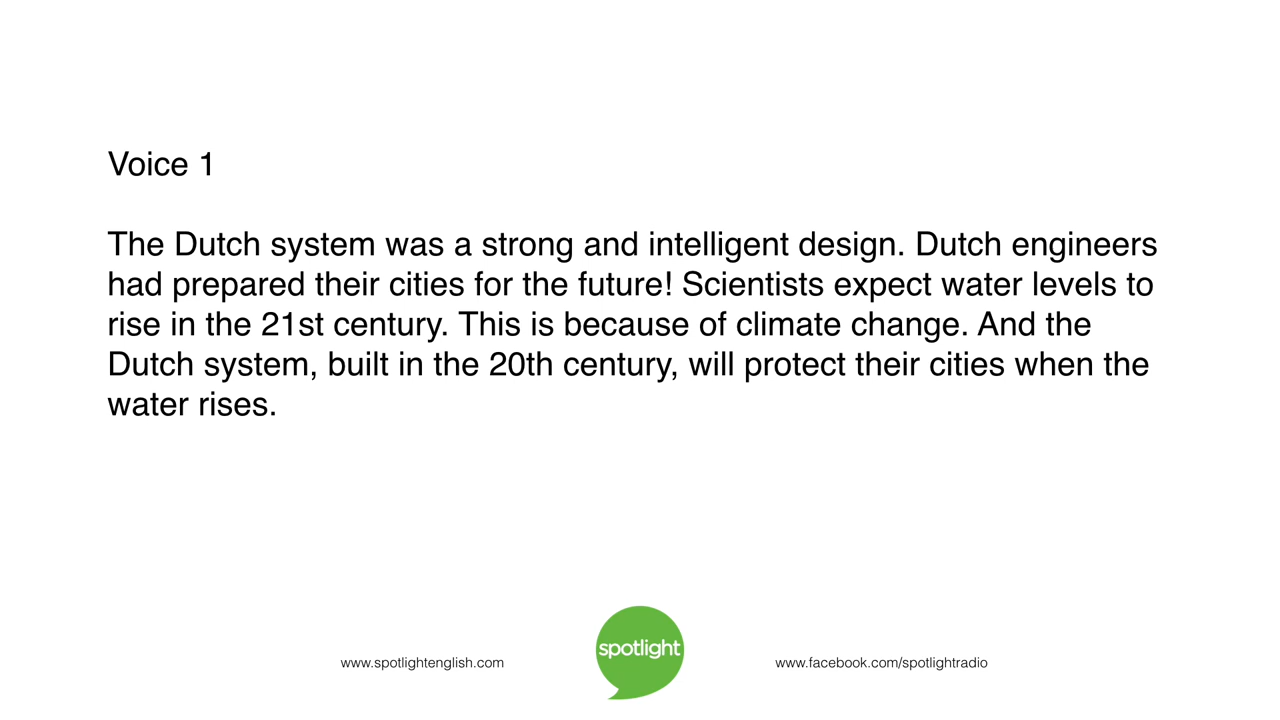 Voice 1
The Dutch system was a strong and intelligent design. Dutch engineers
had prepared their cities for the future! Scientists expect water levels to
rise in the 21st century. This is because of climate change. And the
Dutch system, built in the 20th century, will protect their cities when the
water rises.
spotlight
www.spotlightenglish.com
www.facebook.com/spotlightradio